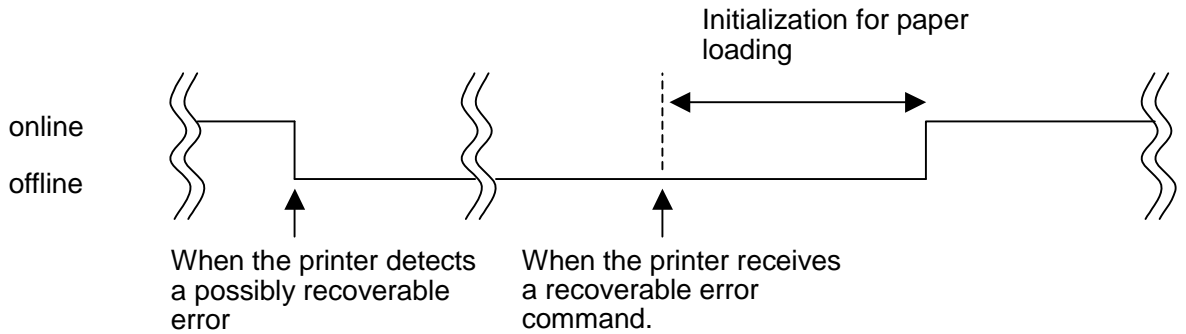 Initialization for paper
loading
online
offline
When the printer detects
a possibly recoverable
error
When the printer receives
a recoverable error
command.